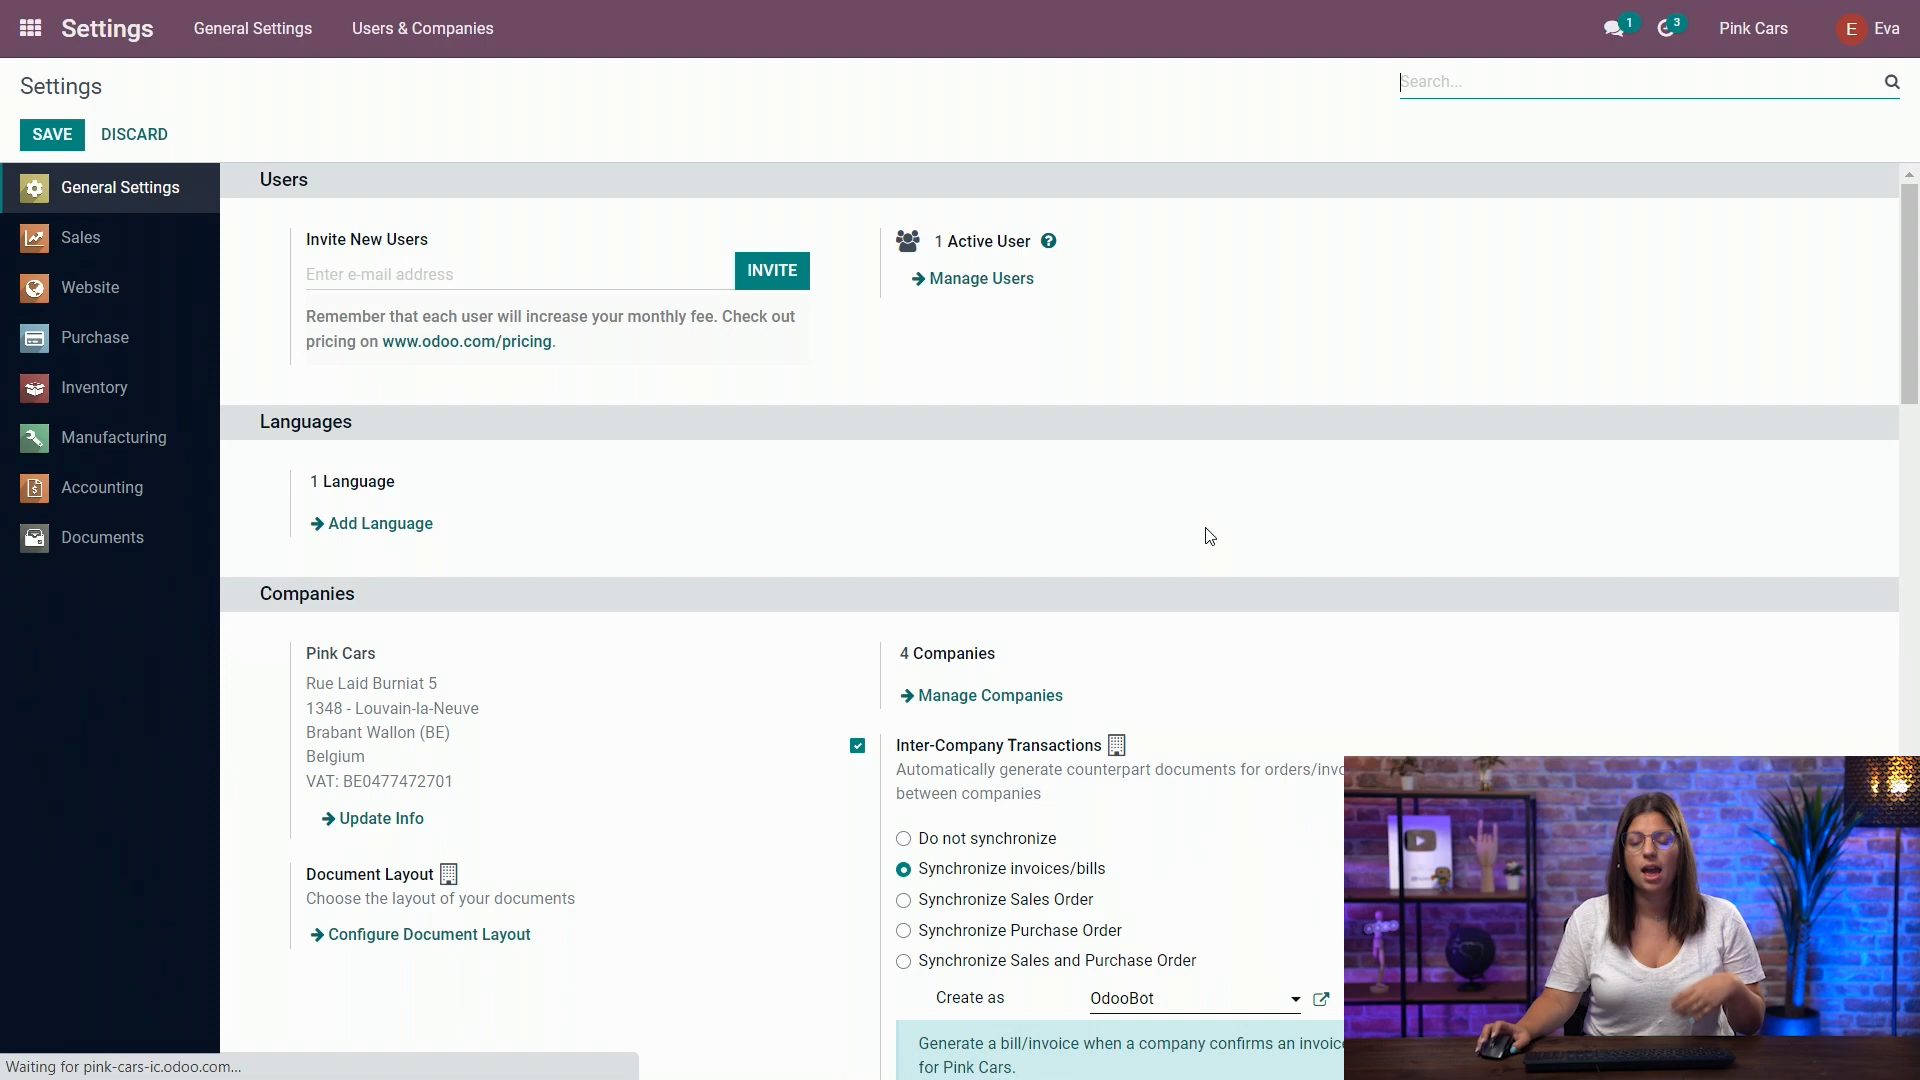 Settings
General Settings
Users & Companies
1
3
Pink Cars
E
Eva
Settings
Search...
SAVE
DISCARD
General Settings
Sales
Website
Purchase
Inventory
Manufacturing
Accounting
Documents
Users
Invite New Users
Enter e-mail address
INVITE
Remember that each user will increase your monthly fee. Check out
pricing on www.odoo.com/pricing.
1 Active User
?
Manage Users
Languages
1 Language
Add Language
Companies
Pink Cars
Rue Laid Burniat 5
1348 - Louvain-la-Neuve
Brabant Wallon (BE)
Belgium
VAT: BE0477472701
Update Info
Document Layout
Choose the layout of your documents
Configure Document Layout
4 Companies
Manage Companies
Inter-Company Transactions
Automatically generate counterpart documents for orders/invo
between companies
Do not synchronize
Synchronize invoices/bills
Synchronize Sales Order
Synchronize Purchase Order
Synchronize Sales and Purchase Order
Create as
OdooBot
Generate a bill/invoice when a company confirms an invoic
for Pink Cars.
Waiting for pink-cars-ic.odoo.com...